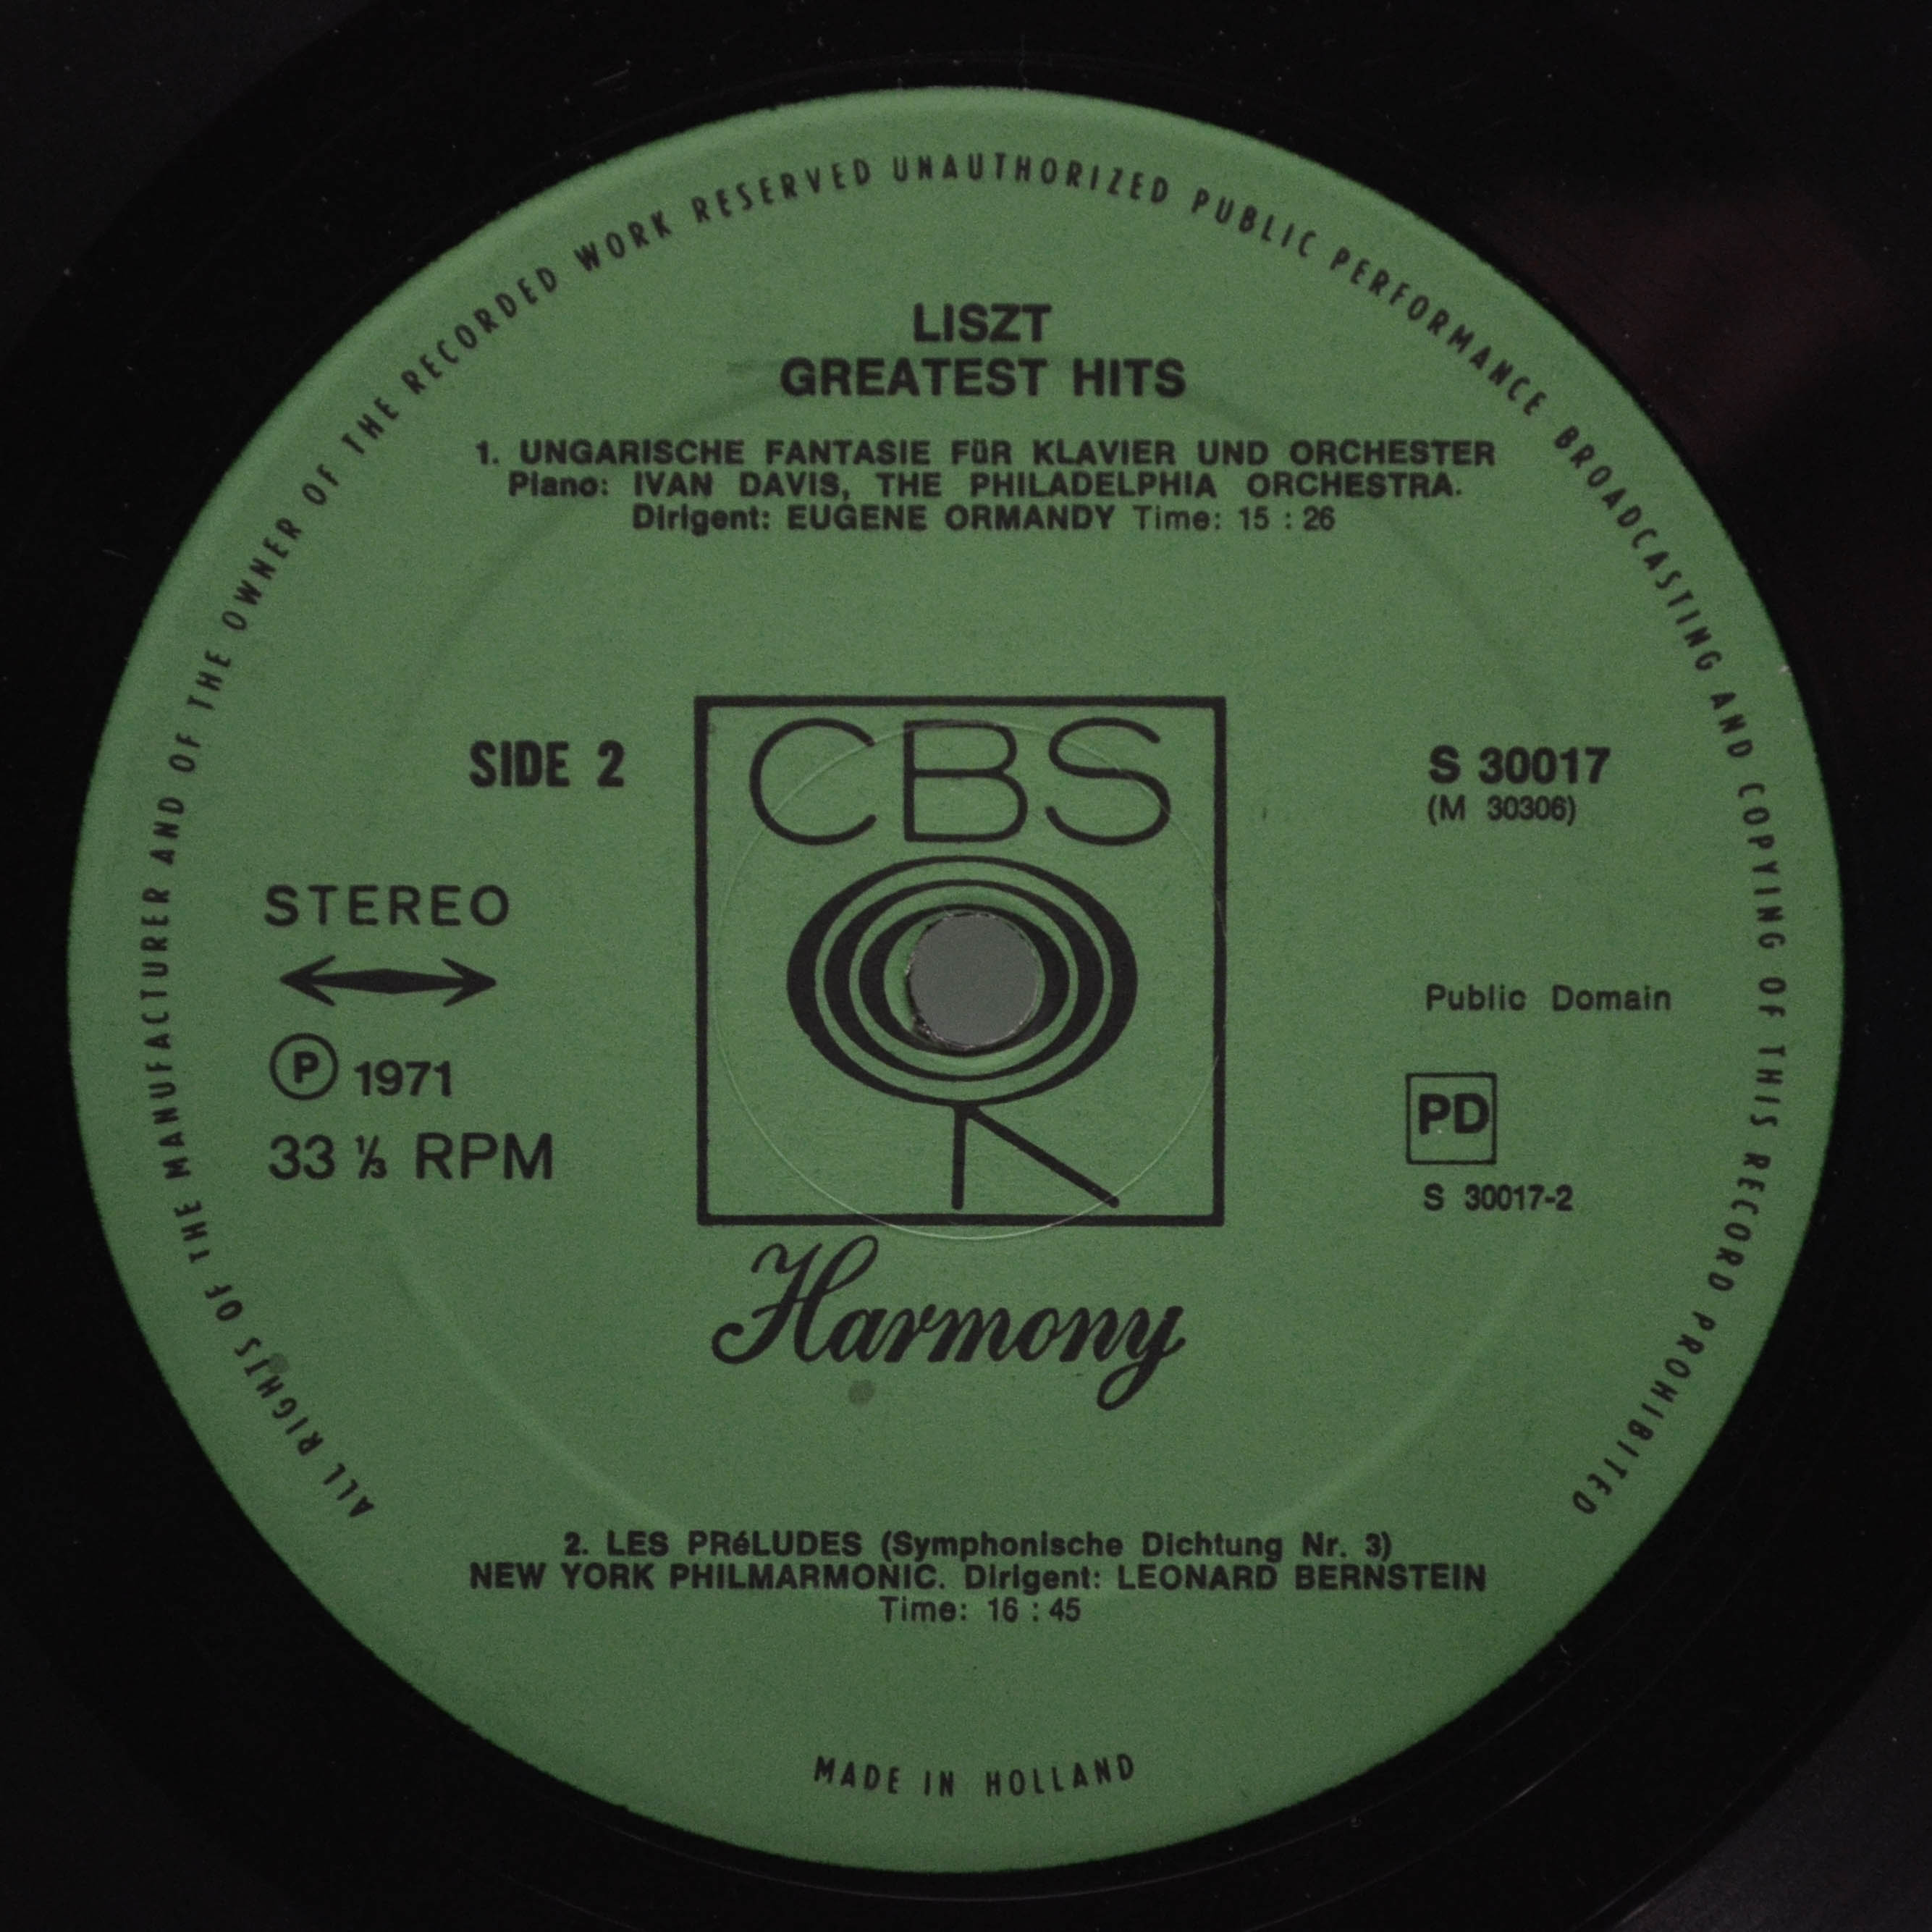 ALL RIGHTS OF THE MANUFACTURER AND OF THE OWNER OF THE RECORDED WORK RESERVED UNAUTHORIZED PUBLIC PERFORMANCE BROADCASTING AND COPYING OF THIS RECORD PROHIBITED
LISZT
GREATEST HITS
1. UNGARISCHE FANTASIE FüR KLAVIER UND ORCHESTER
Piano: IVAN DAVIS, THE PHILADELPHIA ORCHESTRA.
Dirigent: EUGENE ORMANDY Time: 15 : 26
SIDE 2
CBS
S 30017
(M 30306)
STEREO
Public Domain
℗ 1971
PD
33 ⅓ RPM
S 30017-2
Harmony
2. LES PRéLUDES (Symphonische Dichtung Nr. 3)
NEW YORK PHILMARMONIC. Dirigent: LEONARD BERNSTEIN
Time: 16 : 45
MADE IN HOLLAND